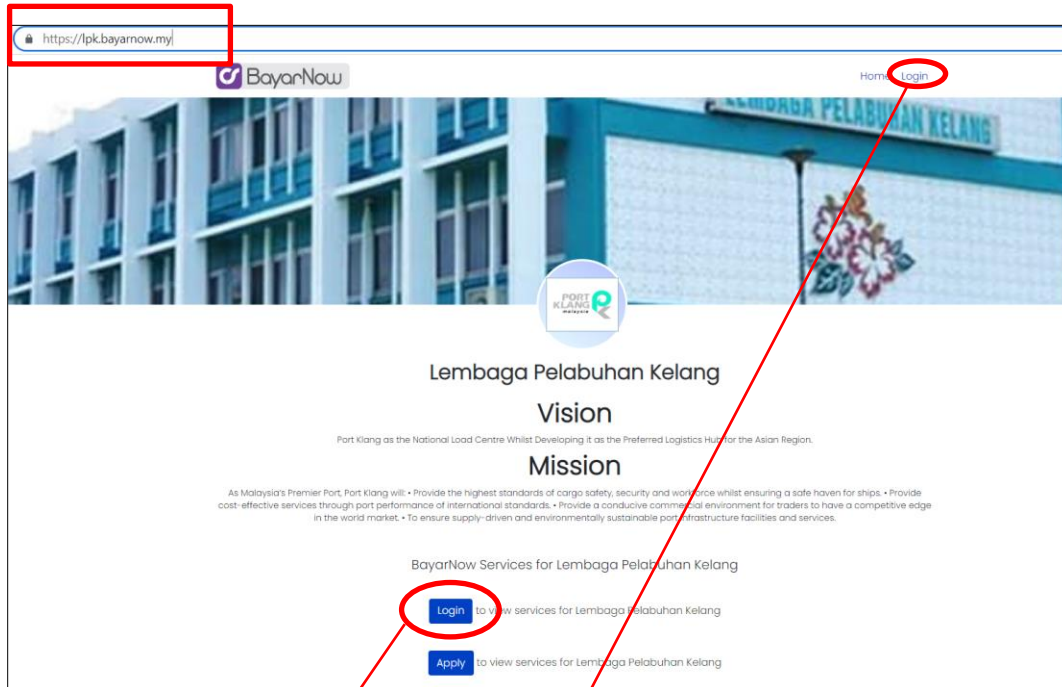 https://lpk.bayarnow.my
BayarNow
Home Login
LEMBAGA PELABUHAN KELANG
PORT
KLANG
malaysia
Lembaga Pelabuhan Kelang
Vision
Port Klang as the National Load Centre Whilst Developing it as the Preferred Logistics Hub for the Asian Region.
Mission
As Malaysia's Premier Port, Port Klang will: • Provide the highest standards of cargo safety, security and workforce whilst ensuring a safe haven for ships. • Provide
cost-effective services through port performance of international standards. • Provide a conducive commercial environment for traders to have a competitive edge
in the world market. • To ensure supply-driven and environmentally sustainable port infrastructure facilities and services.
BayarNow Services for Lembaga Pelabuhan Kelang
Login to view services for Lembaga Pelabuhan Kelang
Apply to view services for Lembaga Pelabuhan Kelang